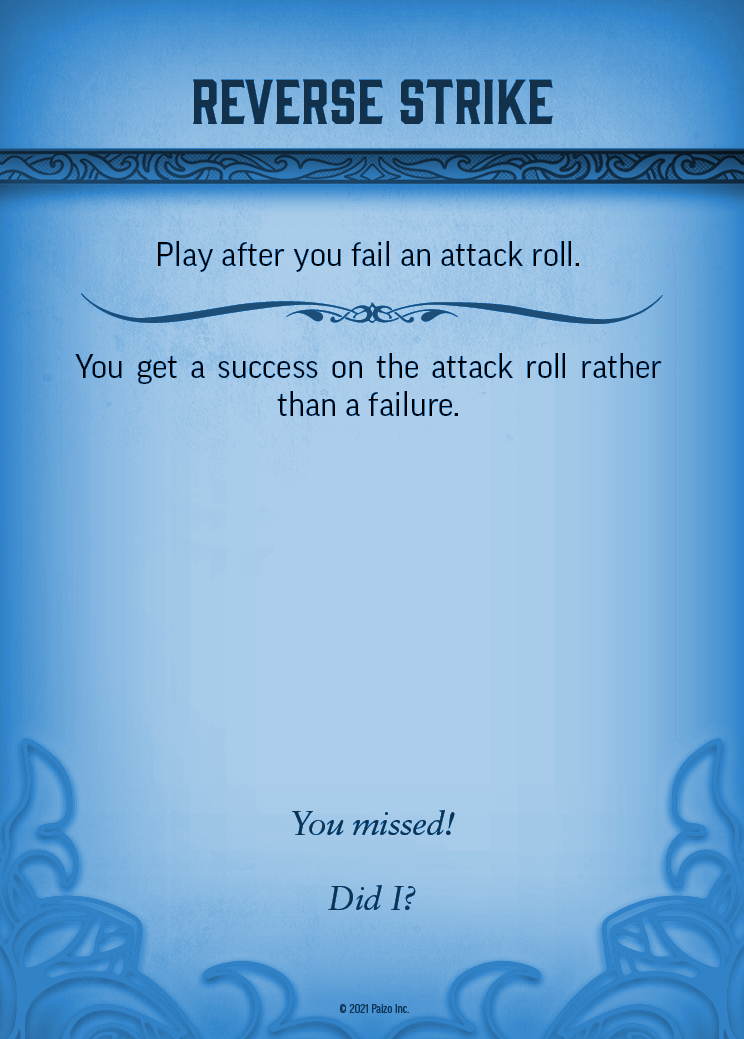 REVERSE STRIKE
Play after you fail an attack roll.
You get a success on the attack roll rather
than a failure.
You missed!
Did I?
© 2021 Paizo Inc.